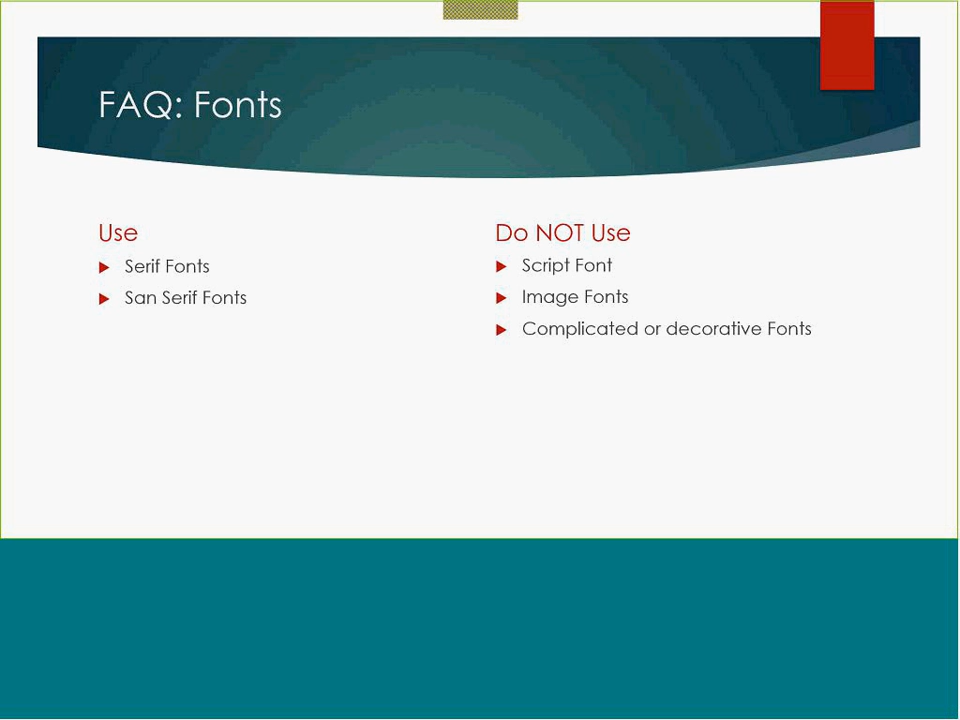 FAQ: Fonts
Use
Serif Fonts
San Serif Fonts
Do NOT Use
Script Font
Image Fonts
Complicated or decorative Fonts